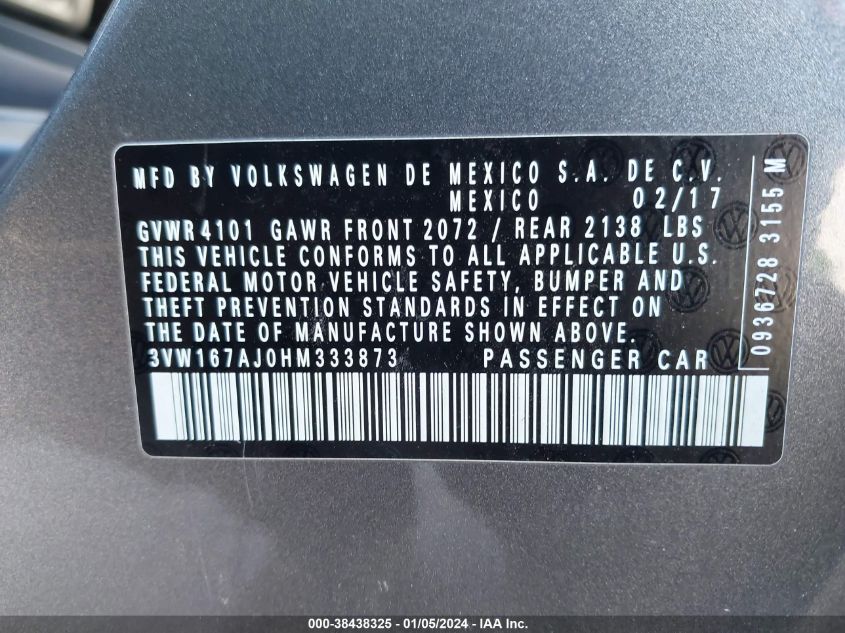 MFD BY VOLKSWAGEN DE MEXICO S.A. DE C.V.
MEXICO 02/17
GVWR 4101 GAWR FRONT 2072 / REAR 2138 LBS
THIS VEHICLE CONFORMS TO ALL APPLICABLE U.S.
FEDERAL MOTOR VEHICLE SAFETY, BUMPER AND
THEFT PREVENTION STANDARDS IN EFFECT ON
THE DATE OF MANUFACTURE SHOWN ABOVE.
3VW167AJ0HM333873 PASSENGER CAR
0936728 3155 M
000-38438325 - 01/05/2024 - IAA Inc.